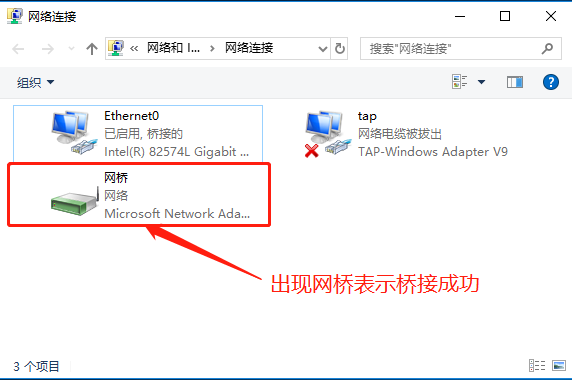 网络连接
« 网络和 I... › 网络连接
搜索"网络连接"
组织
Ethernet0
已启用, 桥接的
Intel(R) 82574L Gigabit ...
tap
网络电缆被拔出
TAP-Windows Adapter V9
网桥
网络
Microsoft Network Ada...
出现网桥表示桥接成功
3 个项目